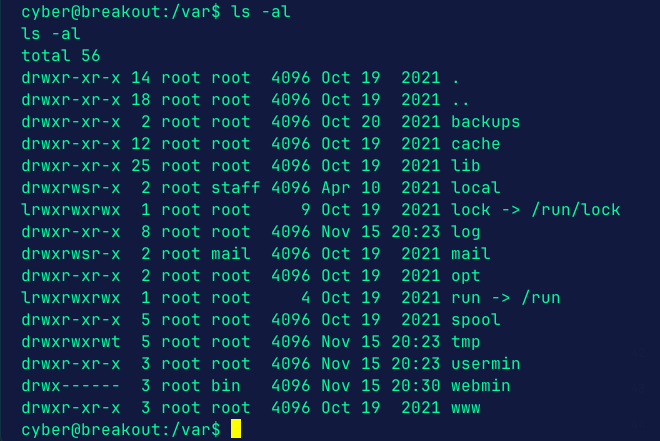 cyber@breakout:/var$ ls -al
ls -al
total 56
drwxr-xr-x 14 root root  4096 Oct 19  2021 .
drwxr-xr-x 18 root root  4096 Oct 19  2021 ..
drwxr-xr-x  2 root root  4096 Oct 20  2021 backups
drwxr-xr-x 12 root root  4096 Oct 19  2021 cache
drwxr-xr-x 25 root root  4096 Oct 19  2021 lib
drwxrwsr-x  2 root staff 4096 Apr 10  2021 local
lrwxrwxrwx  1 root root     9 Oct 19  2021 lock -> /run/lock
drwxr-xr-x  8 root root  4096 Nov 15 20:23 log
drwxrwsr-x  2 root mail  4096 Oct 19  2021 mail
drwxr-xr-x  2 root root  4096 Oct 19  2021 opt
lrwxrwxrwx  1 root root     4 Oct 19  2021 run -> /run
drwxr-xr-x  5 root root  4096 Oct 19  2021 spool
drwxrwxrwt  5 root root  4096 Nov 15 20:23 tmp
drwxr-xr-x  3 root root  4096 Nov 15 20:23 usermin
drwx------  3 root bin   4096 Nov 15 20:30 webmin
drwxr-xr-x  3 root root  4096 Oct 19  2021 www
cyber@breakout:/var$